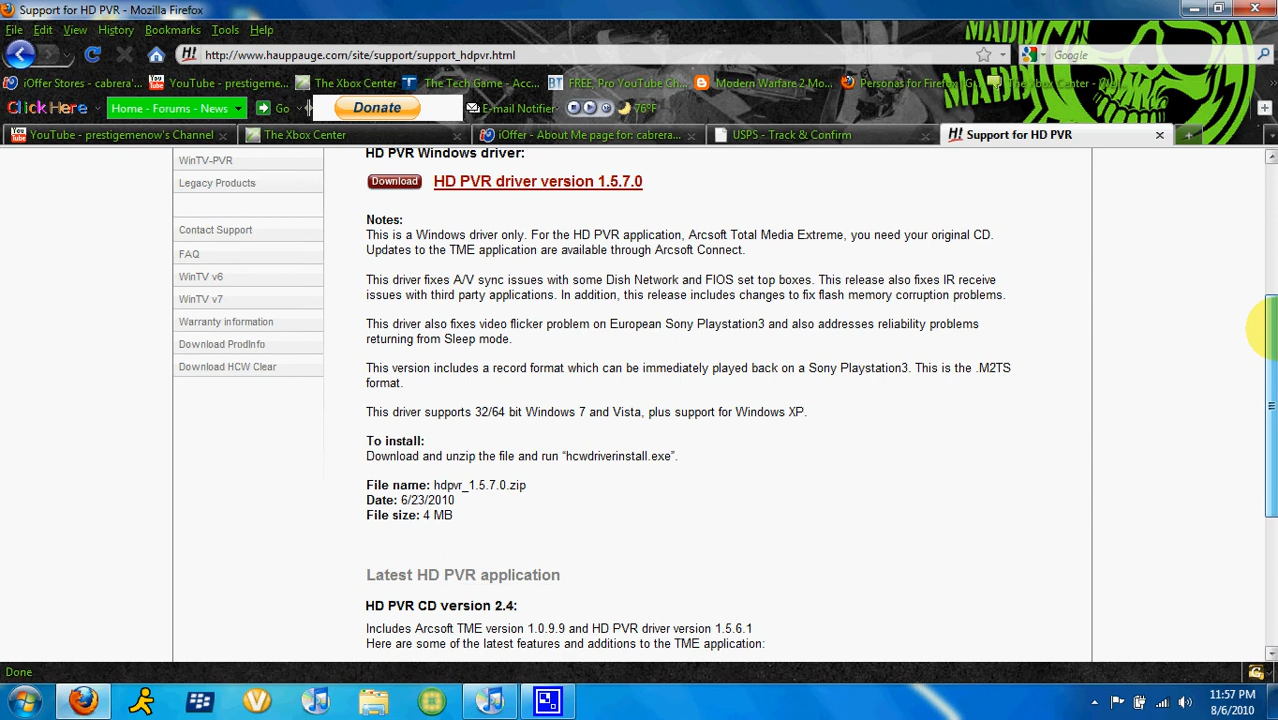 Support for HD PVR - Mozilla Firefox
File Edit View History Bookmarks Tools Help
http://www.hauppauge.com/site/support/support_hdpvr.html
Google
iOffer Stores - cabrera'... YouTube - prestigeme... The Xbox Center - The Tech Game - Acc... FREE, Pro YouTube Ch... Modern Warfare 2 Mo... Personas for Firefox | Gr... The Xbox Center -
Click Here Home - Forums - News Go Donate E-mail Notifier 76°F
YouTube - prestigemenow's Channel The Xbox Center iOffer - About Me page for: cabrera... USPS - Track & Confirm Support for HD PVR
WinTV-PVR
Legacy Products
Contact Support
FAQ
WinTV v6
WinTV v7
Warranty information
Download ProdInfo
Download HCW Clear
HD PVR Windows driver:
Download HD PVR driver version 1.5.7.0
Notes:
This is a Windows driver only. For the HD PVR application, Arcsoft Total Media Extreme, you need your original CD.
Updates to the TME application are available through Arcsoft Connect.
This driver fixes A/V sync issues with some Dish Network and FIOS set top boxes. This release also fixes IR receive
issues with third party applications. In addition, this release includes changes to fix flash memory corruption problems.
This driver also fixes video flicker problem on European Sony Playstation3 and also addresses reliability problems
returning from Sleep mode.
This version includes a record format which can be immediately played back on a Sony Playstation3. This is the .M2TS
format.
This driver supports 32/64 bit Windows 7 and Vista, plus support for Windows XP.
To install:
Download and unzip the file and run “hcwdriverinstall.exe”.
File name: hdpvr_1.5.7.0.zip
Date: 6/23/2010
File size: 4 MB
Latest HD PVR application
HD PVR CD version 2.4:
Includes Arcsoft TME version 1.0.9.9 and HD PVR driver version 1.5.6.1
Here are some of the latest features and additions to the TME application:
Done
11:57 PM
8/6/2010